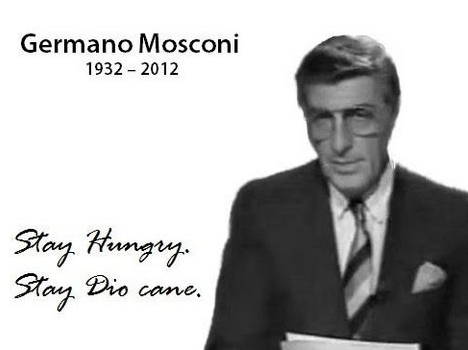 Germano Mosconi
1932 – 2012
Stay Hungry.
Stay Dio cane.